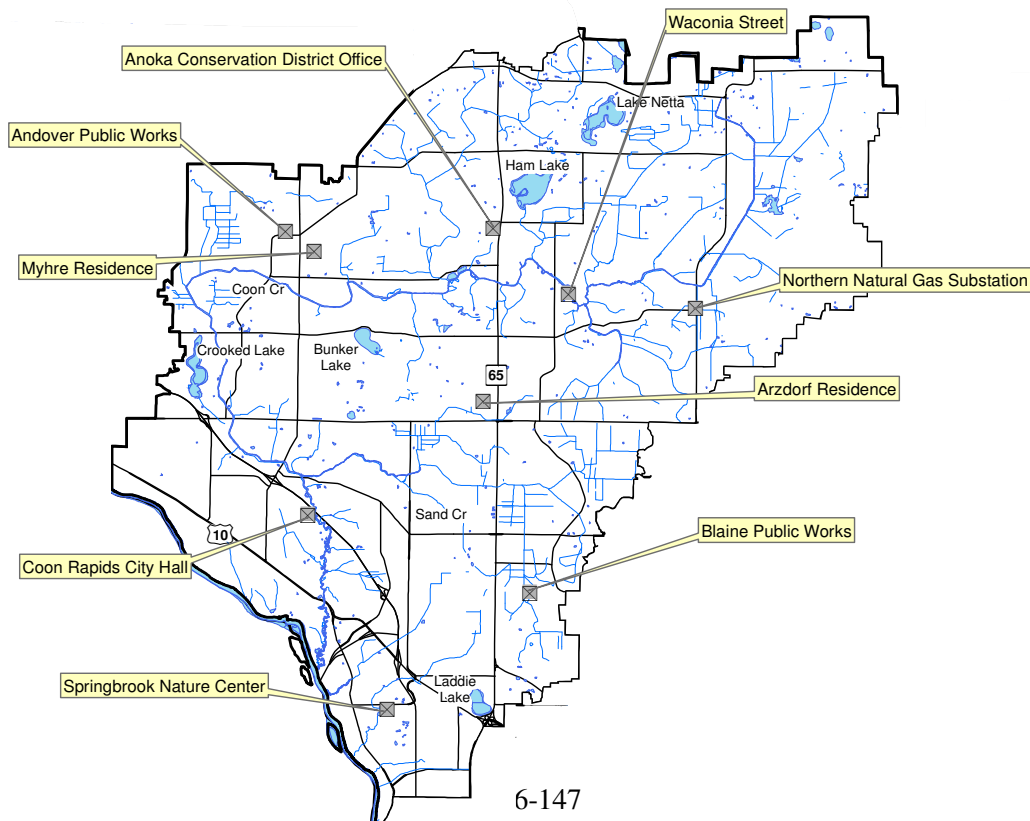 Waconia Street
Anoka Conservation District Office
Lake Netta
Andover Public Works
Ham Lake
Myhre Residence
Northern Natural Gas Substation
Coon Cr
Crooked Lake
Bunker
Lake
65
Arzdorf Residence
Sand Cr
10
Blaine Public Works
Coon Rapids City Hall
Springbrook Nature Center
Laddie
Lake
6-147